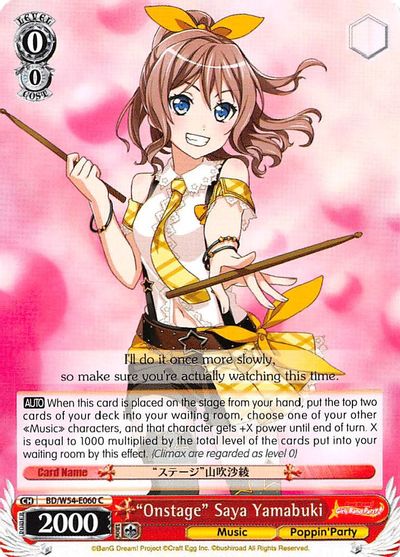 LEVEL
0
0
COST
I'll do it once more slowly,
so make sure you're actually watching this time.
AUTO When this card is placed on the stage from your hand, put the top two
cards of your deck into your waiting room, choose one of your other
«Music» characters, and that character gets +X power until end of turn. X
is equal to 1000 multiplied by the total level of the cards put into your
waiting room by this effect. (Climax are regarded as level 0)
Card Name "ステージ"山吹沙綾
CH BD/W54-E060 C
POWER 2000
"Onstage" Saya Yamabuki
Music Poppin'Party
©BanG Dream! Project ©Craft Egg Inc. ©bushiroad All Rights Reserved.